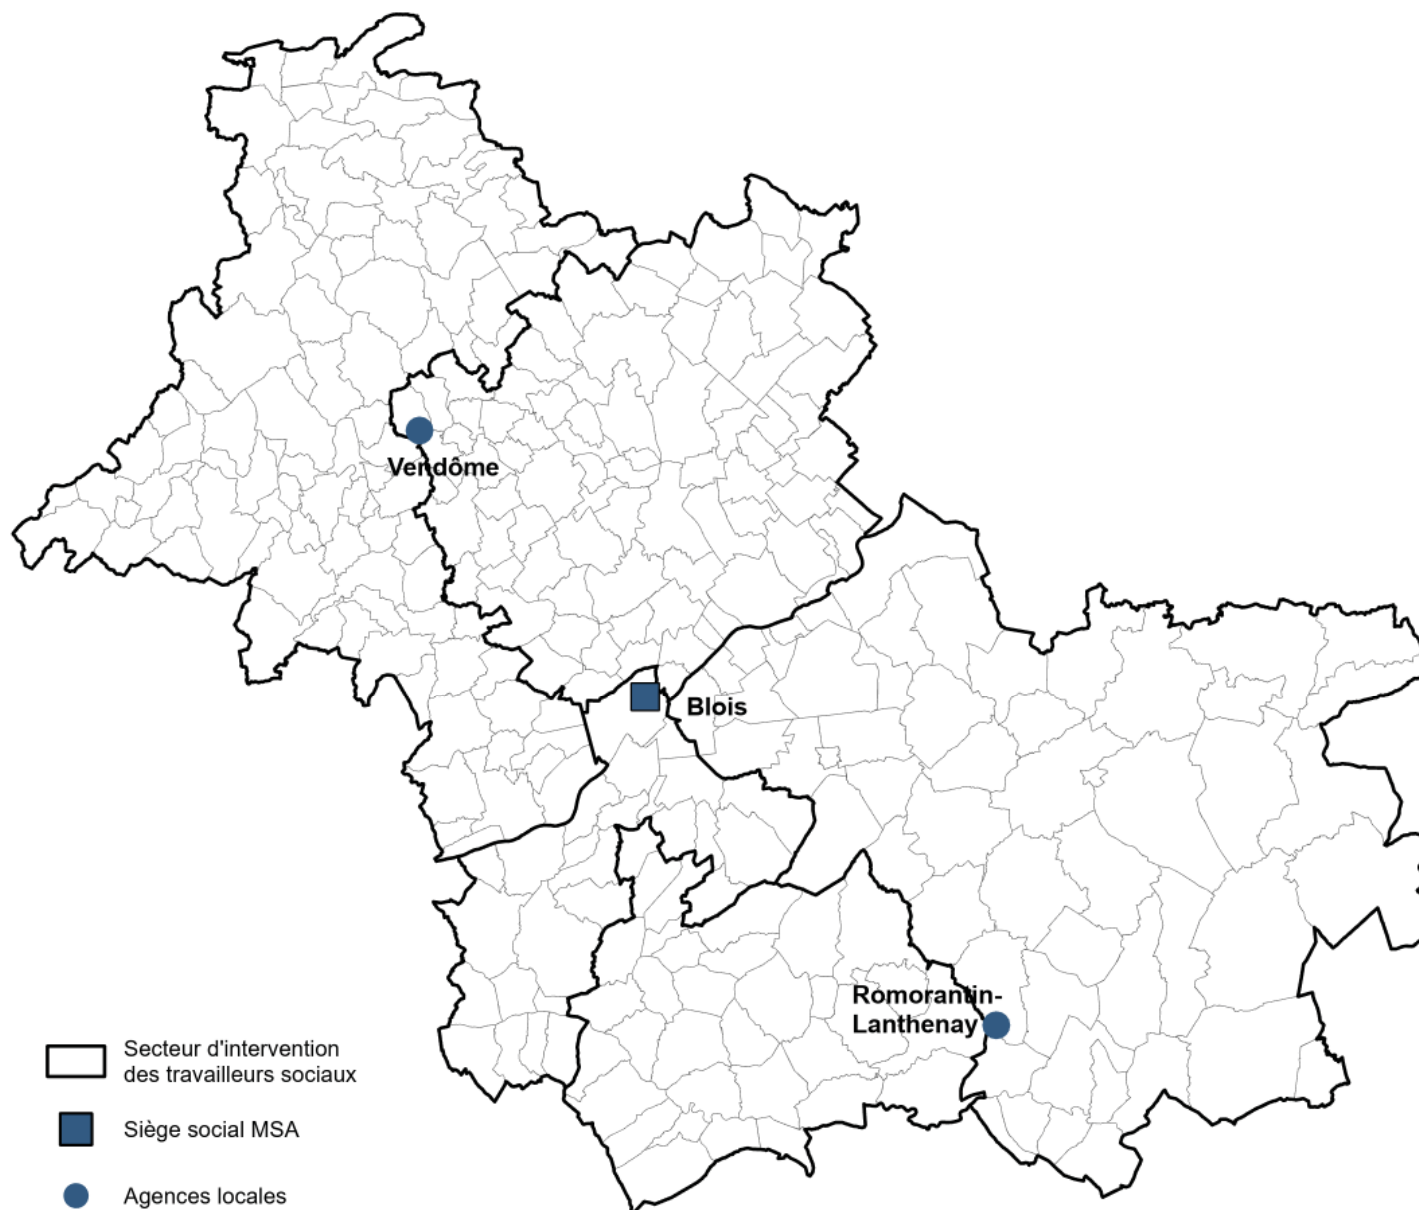 Vendôme
Blois
Romorantin-
Lanthenay
Secteur d'intervention
des travailleurs sociaux
Siège social MSA
Agences locales